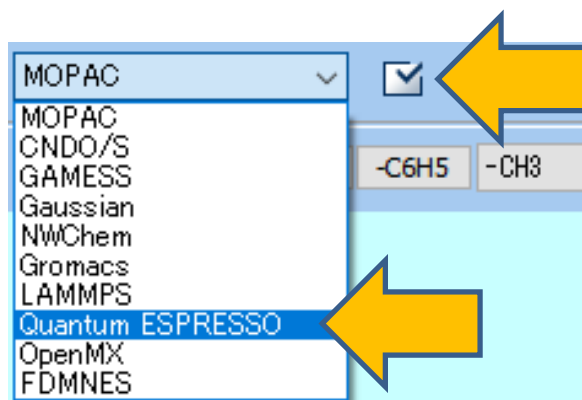 MOPAC
MOPAC
CNDO/S
GAMESS
-C6H5 -CH3
Gaussian
NWChem
Gromacs
LAMMPS
Quantum ESPRESSO
OpenMX
FDMNES